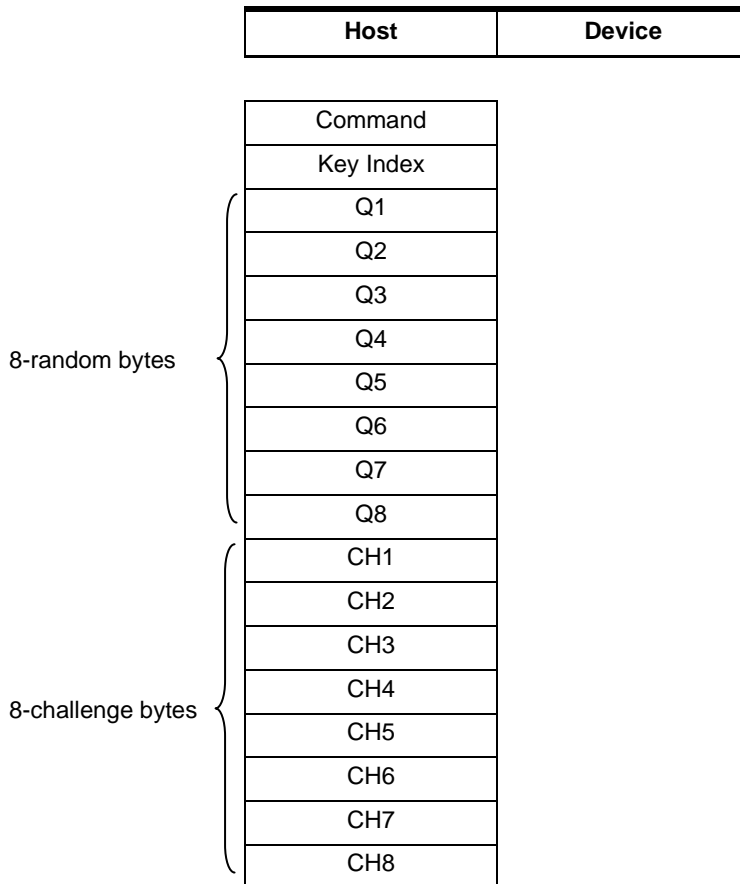 Host Device
Command
Key Index
Q1
Q2
Q3
8-random bytes
Q4
Q5
Q6
Q7
Q8
CH1
CH2
CH3
CH4
8-challenge bytes
CH5
CH6
CH7
CH8